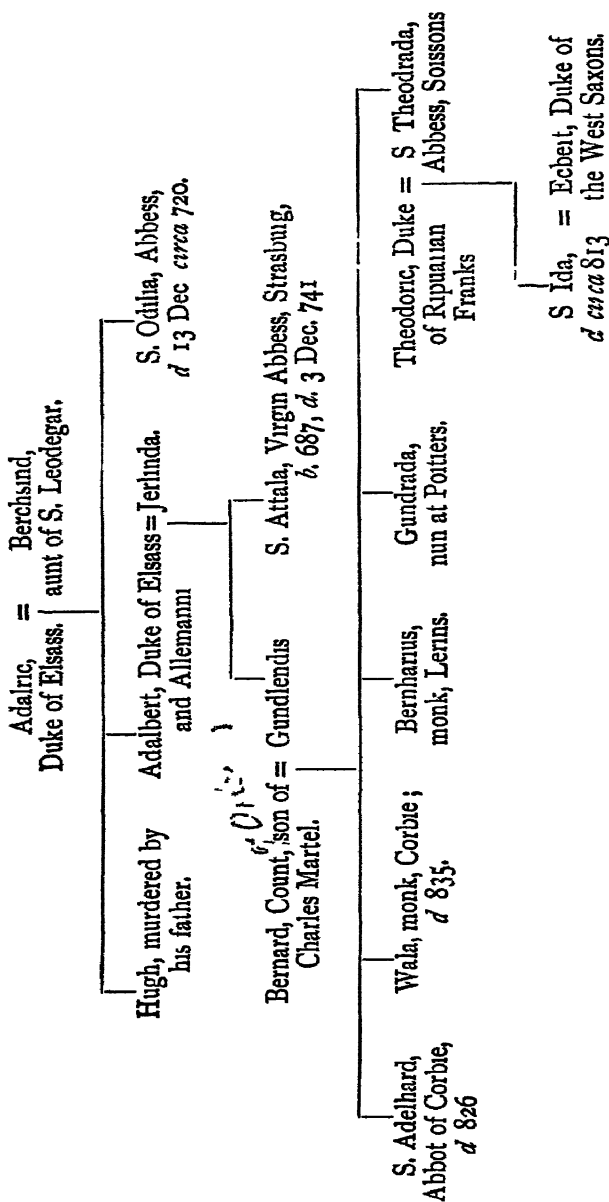 Adalric, = Berchsind,
Duke of Elsass. aunt of S. Leodegar.
Hugh, murdered by
his father.
Adalbert, Duke of Elsass = Jerlinda.
and Allemanni
S. Odilia, Abbess,
d 13 Dec circa 720.
Bernard, Count, son of = Gundlendis
Charles Martel.
S. Attala, Virgin Abbess, Strasburg,
b. 687, d. 3 Dec. 741
S. Adelhard,
Abbot of Corbie,
d 826
Wala, monk, Corbie;
d 835.
Bernharius,
monk, Lerins.
Gundrada,
nun at Poitiers.
Theodoric, Duke = S Theodrada,
of Ripuarian Abbess, Soissons
Franks
S Ida, = Ecbert, Duke of
d circa 813 the West Saxons.